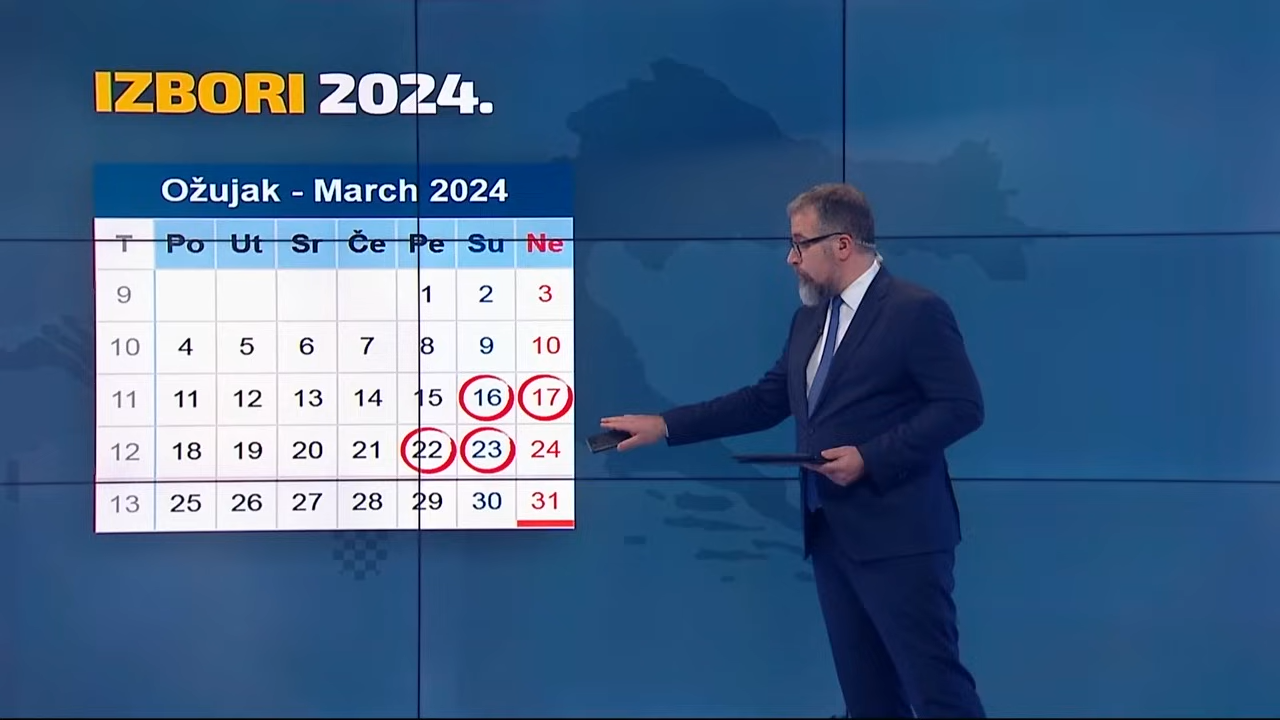 IZBORI 2024.
Ožujak - March 2024
T Po Ut Sr Če Pe Su Ne
9 1 2 3
10 4 5 6 7 8 9 10
11 11 12 13 14 15 16 17
12 18 19 20 21 22 23 24
13 25 26 27 28 29 30 31